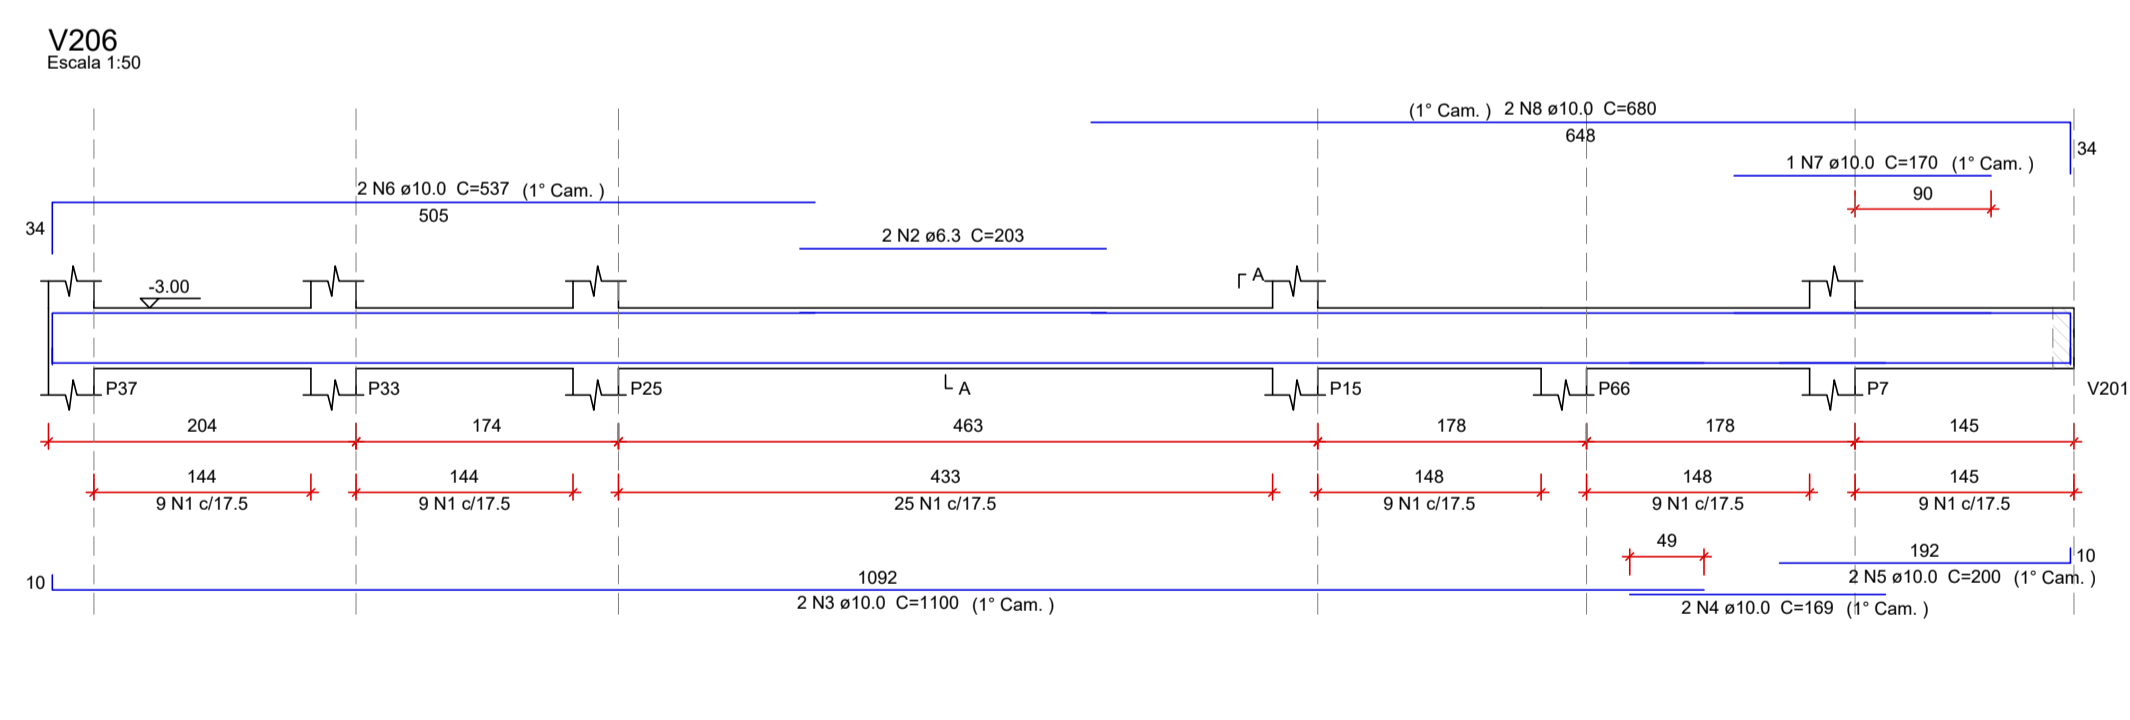 V206
Escala 1:50
(1° Cam. ) 2 N8 ø10.0 C=680
648
34
1 N7 ø10.0 C=170 (1° Cam. )
90
2 N6 ø10.0 C=537 (1° Cam. )
505
34
2 N2 ø6.3 C=203
A
-3.00
P37 P33 P25 A P15 P66 P7 V201
204 174 463 178 178 145
144 144 433 148 148 145
9 N1 c/17.5 9 N1 c/17.5 25 N1 c/17.5 9 N1 c/17.5 9 N1 c/17.5 9 N1 c/17.5
49
192
10
2 N5 ø10.0 C=200 (1° Cam. )
10
1092
2 N3 ø10.0 C=1100 (1° Cam. )
2 N4 ø10.0 C=169 (1° Cam. )